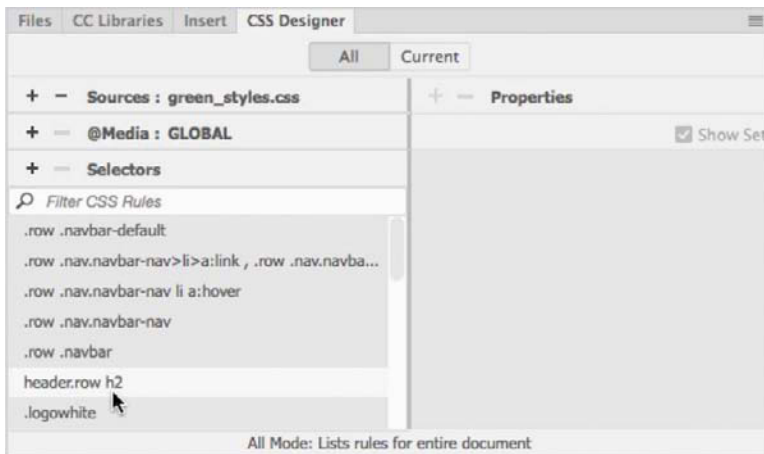 Files CC Libraries Insert CSS Designer
All Current
+ − Sources : green_styles.css
+ − Properties
+ − @Media : GLOBAL
Show Set
+ − Selectors
Filter CSS Rules
.row .navbar-default
.row .nav.navbar-nav>li>a:link , .row .nav.navba...
.row .nav.navbar-nav li a:hover
.row .nav.navbar-nav
.row .navbar
header.row h2
.logowhite
All Mode: Lists rules for entire document